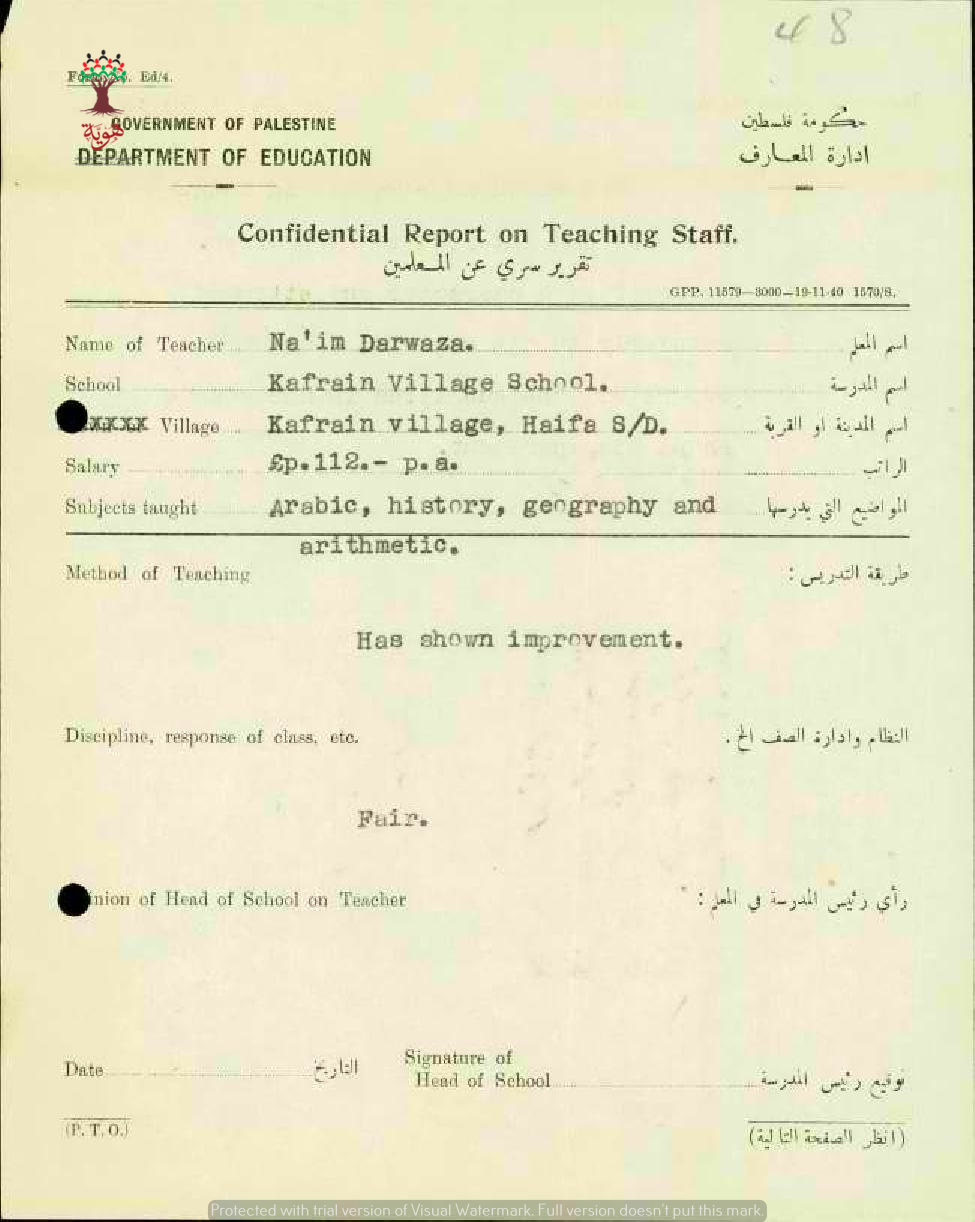 48
Form No. Ed/4.
هوية
GOVERNMENT OF PALESTINE
حكومة فلسطين
DEPARTMENT OF EDUCATION
ادارة المعارف
Confidential Report on Teaching Staff.
تقرير سري عن المعلمين
GPP. 11579—3000—19-11-40 1570/S.
Name of Teacher Na'im Darwaza. اسم المعلم
School Kafrain Village School. اسم المدرسة
XXXX Village Kafrain village, Haifa S/D. اسم المدينة او القرية
Salary £p.112.- p.a. الراتب
Subjects taught Arabic, history, geography and المواضيع التي يدرسها
arithmetic.
Method of Teaching طريقة التدريس :
Has shown improvement.
Discipline, response of class, etc. النظام وادارة الصف الخ .
Fair.
nion of Head of School on Teacher رأي رئيس المدرسة في المعلم :
Date التاريخ Signature of
Head of School توقيع رئيس المدرسة
(P. T. O.) (انظر الصفحة التالية)
Protected with trial version of Visual Watermark. Full version doesn't put this mark.